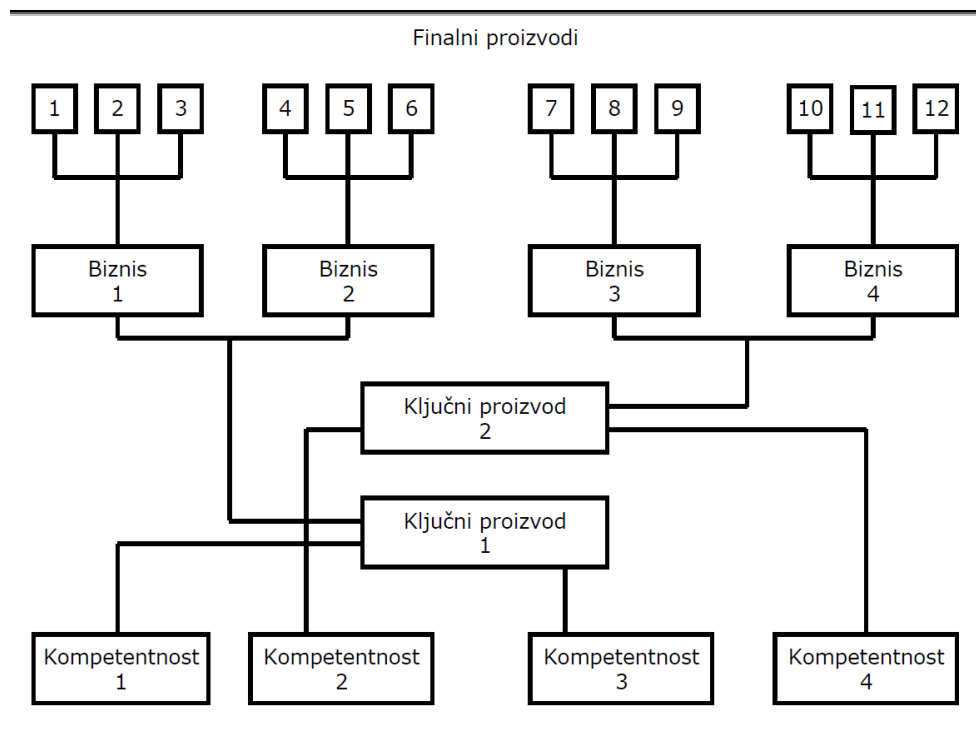 Finalni proizvodi
1 2 3 4 5 6 7 8 9 10 11 12
Biznis
1
Biznis
2
Biznis
3
Biznis
4
Ključni proizvod
2
Ključni proizvod
1
Kompetentnost
1
Kompetentnost
2
Kompetentnost
3
Kompetentnost
4